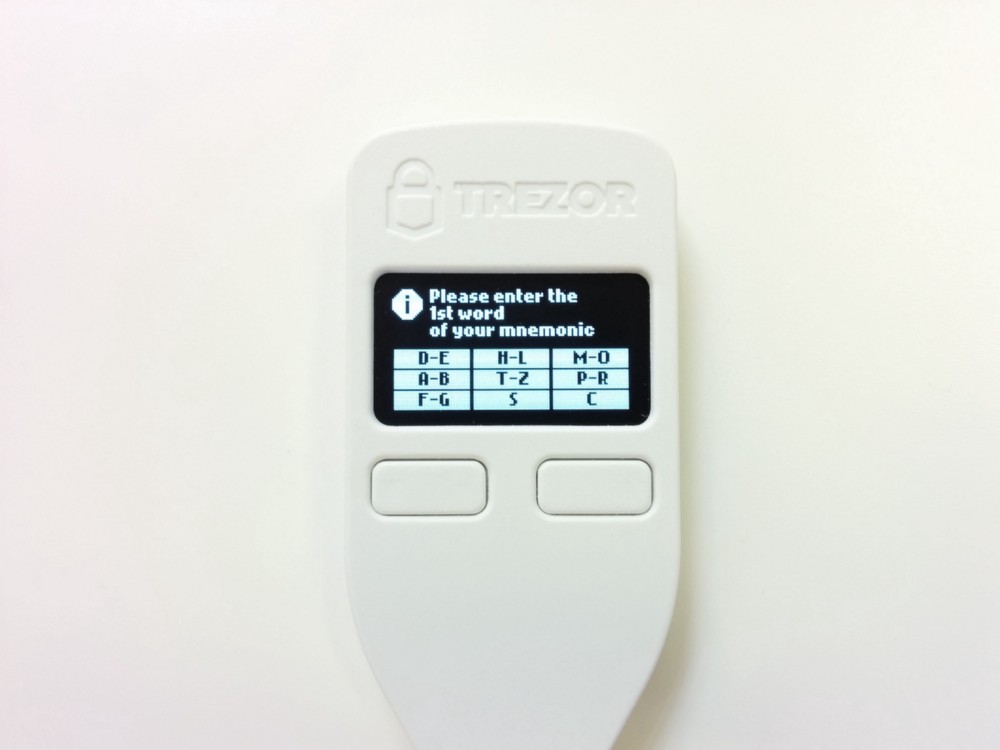 TREZOR
i
Please enter the
1st word
of your mnemonic
D-E H-L M-O
A-B T-Z P-R
F-G S C